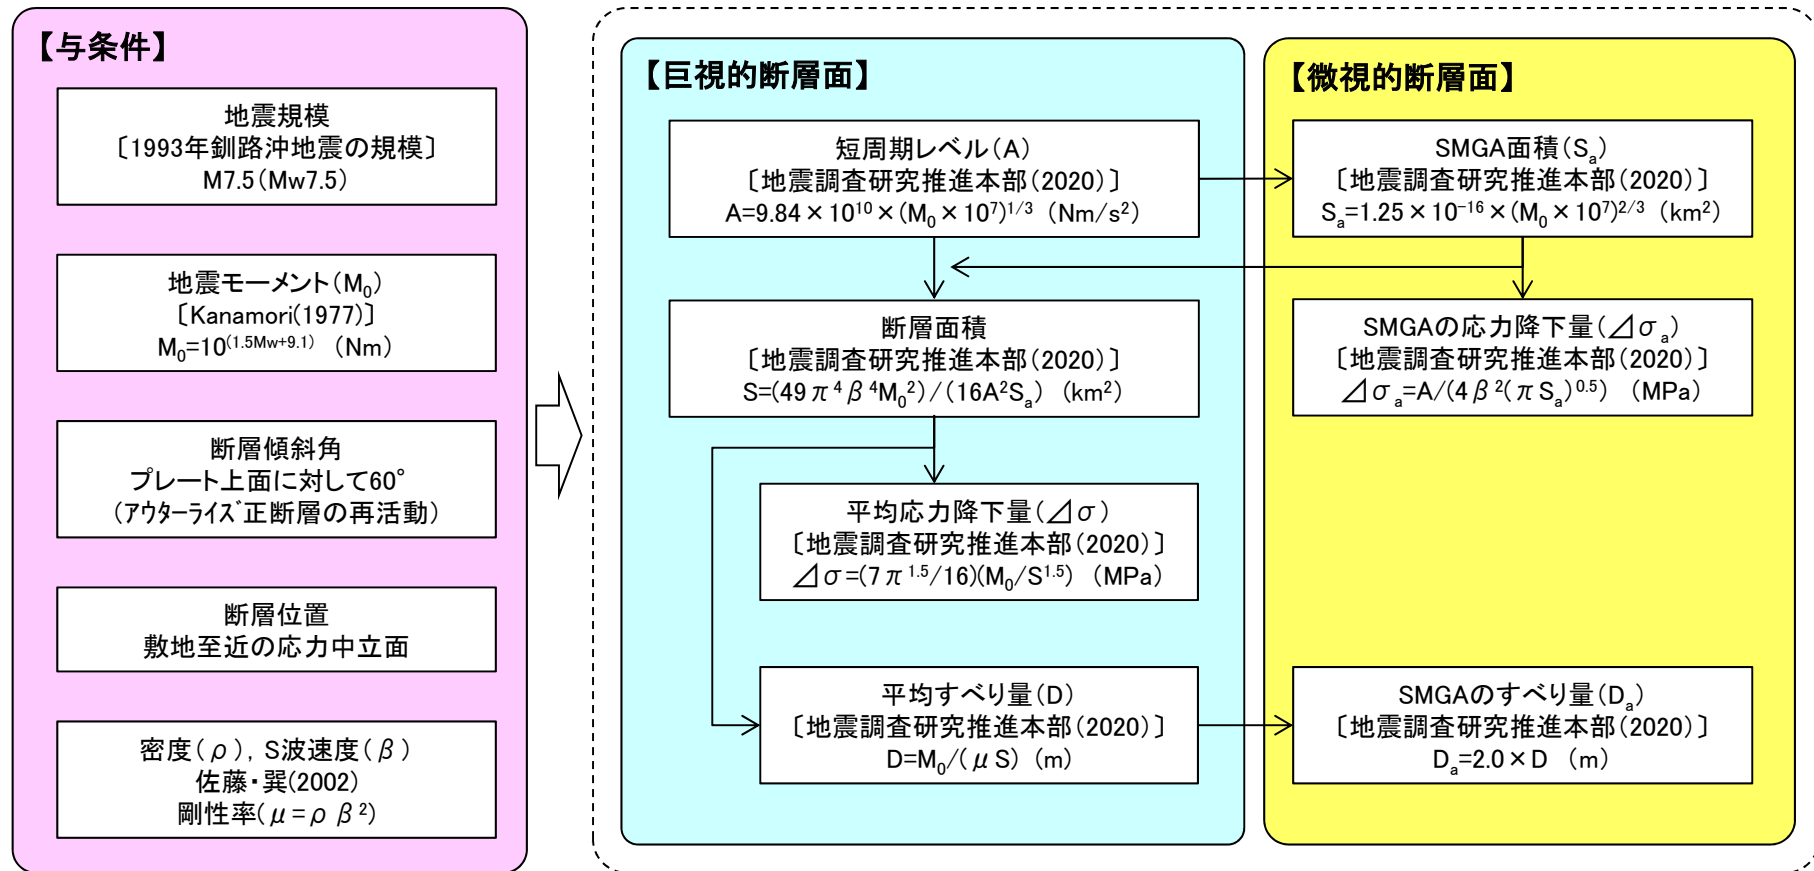 【与条件】
地震規模
〔1993年釧路沖地震の規模〕
M7.5(Mw7.5)
地震モーメント(M₀)
〔Kanamori(1977)〕
M₀=10⁽¹·⁵ᴹʷ⁺⁹·¹⁾ (Nm)
断層傾斜角
プレート上面に対して60°
(アウターライズ正断層の再活動)
断層位置
敷地至近の応力中立面
密度(ρ), S波速度(β)
佐藤・巽(2002)
剛性率(μ=ρβ²)
【巨視的断層面】
短周期レベル(A)
〔地震調査研究推進本部(2020)〕
A=9.84×10¹⁰×(M₀×10⁷)¹/³ (Nm/s²)
断層面積
〔地震調査研究推進本部(2020)〕
S=(49π⁴β⁴M₀²)/(16A²Sₐ) (km²)
平均応力降下量(⊿σ)
〔地震調査研究推進本部(2020)〕
⊿σ=(7π¹·⁵/16)(M₀/S¹·⁵) (MPa)
平均すべり量(D)
〔地震調査研究推進本部(2020)〕
D=M₀/(μS) (m)
【微視的断層面】
SMGA面積(Sₐ)
〔地震調査研究推進本部(2020)〕
Sₐ=1.25×10⁻¹⁶×(M₀×10⁷)²/³ (km²)
SMGAの応力降下量(⊿σₐ)
〔地震調査研究推進本部(2020)〕
⊿σₐ=A/(4β²(πSₐ)⁰·⁵) (MPa)
SMGAのすべり量(Dₐ)
〔地震調査研究推進本部(2020)〕
Dₐ=2.0×D (m)